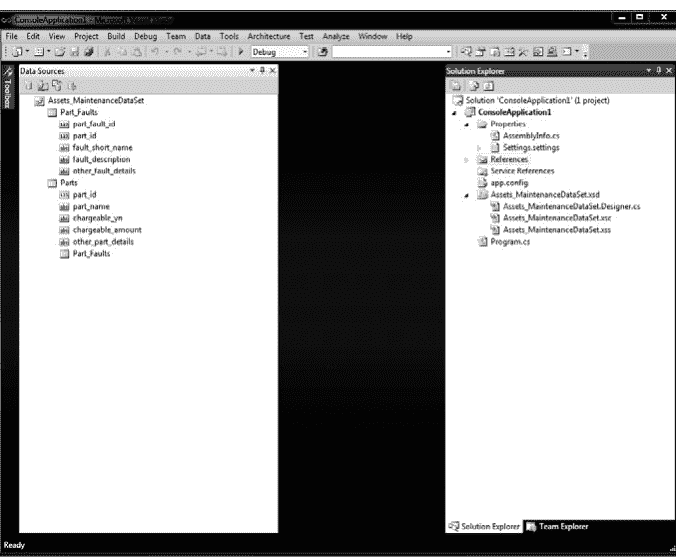 ConsoleApplication1 - Microsoft Visual Studio
File Edit View Project Build Debug Team Data Tools Architecture Test Analyze Window Help
Debug
Toolbox
Data Sources
Assets_MaintenanceDataSet
Part_Faults
part_fault_id
part_id
fault_short_name
fault_description
other_fault_details
Parts
part_id
part_name
chargeable_yn
chargeable_amount
other_part_details
Part_Faults
Solution Explorer
Solution 'ConsoleApplication1' (1 project)
ConsoleApplication1
Properties
AssemblyInfo.cs
Settings.settings
References
Service References
app.config
Assets_MaintenanceDataSet.xsd
Assets_MaintenanceDataSet.Designer.cs
Assets_MaintenanceDataSet.xsc
Assets_MaintenanceDataSet.xss
Program.cs
Solution Explorer Team Explorer
Ready